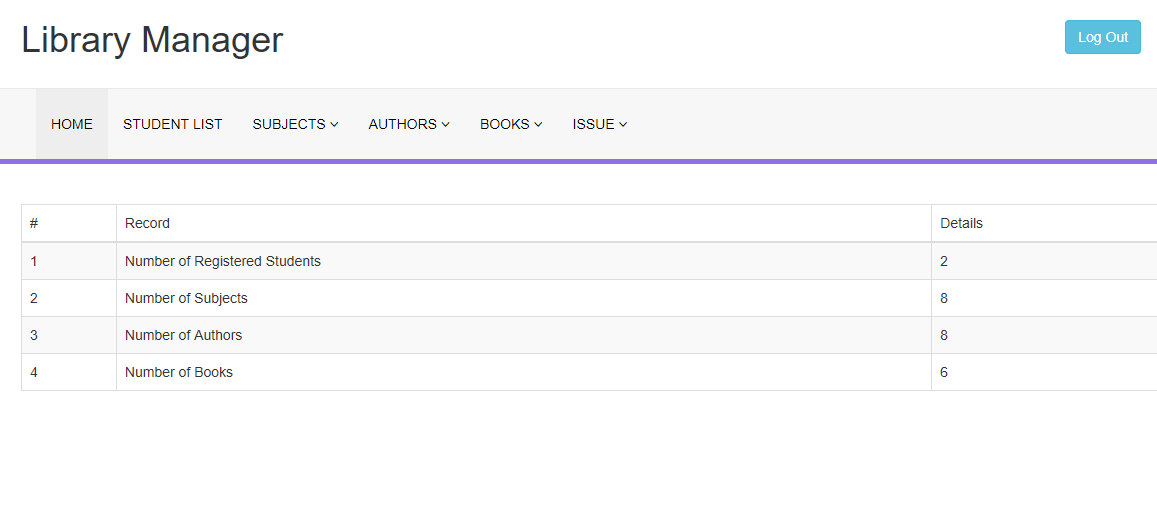 Library Manager
Log Out
HOME STUDENT LIST SUBJECTS AUTHORS BOOKS ISSUE
# Record Details
1 Number of Registered Students 2
2 Number of Subjects 8
3 Number of Authors 8
4 Number of Books 6